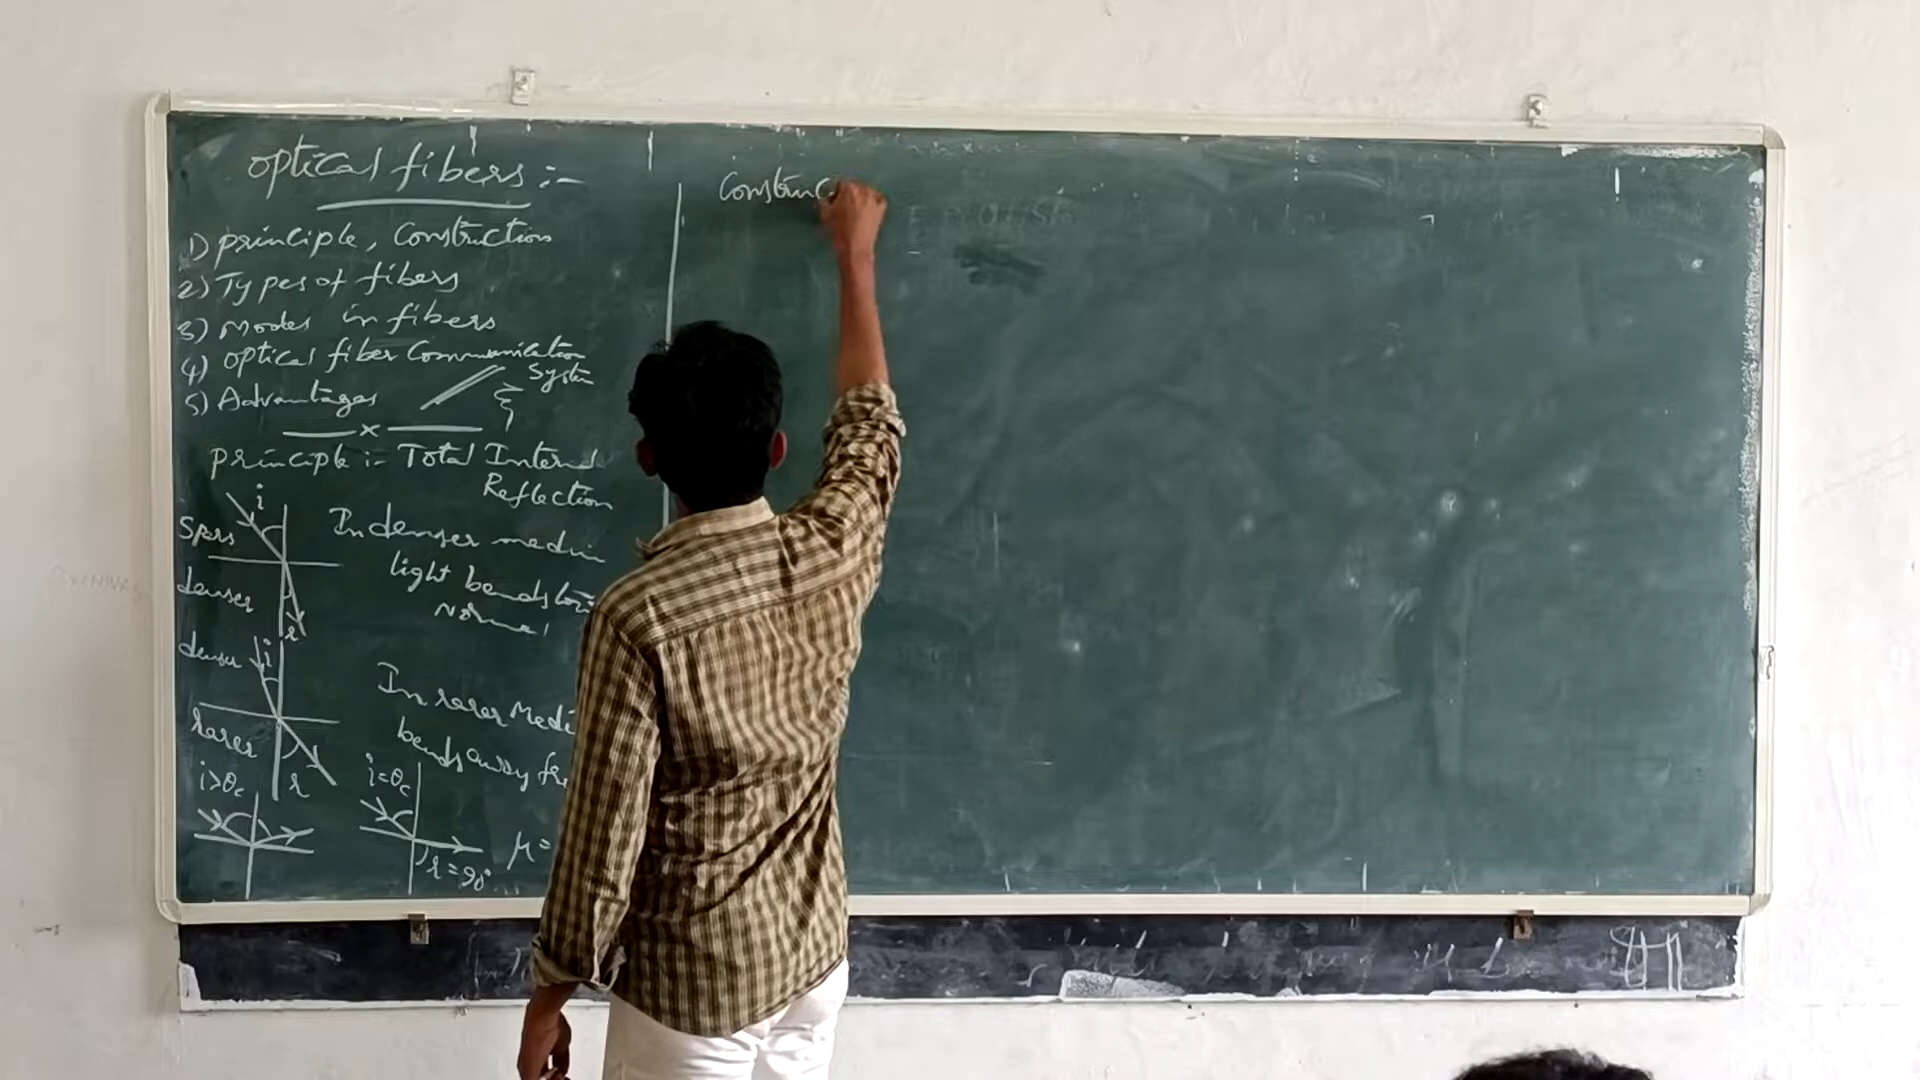 optical fibers :-
1) principle, Construction
2) Types of fibers
3) Modes in fibers
4) optical fiber Communication
System
5) Advantages
x
principle :- Total Internal
Reflection
i
denser
r
In denser medium
light bends
Normal
denser
i
rarer
r
In rarer Medi
bends away fr
i>θc
i=θc
r=90°
μ=
Construc